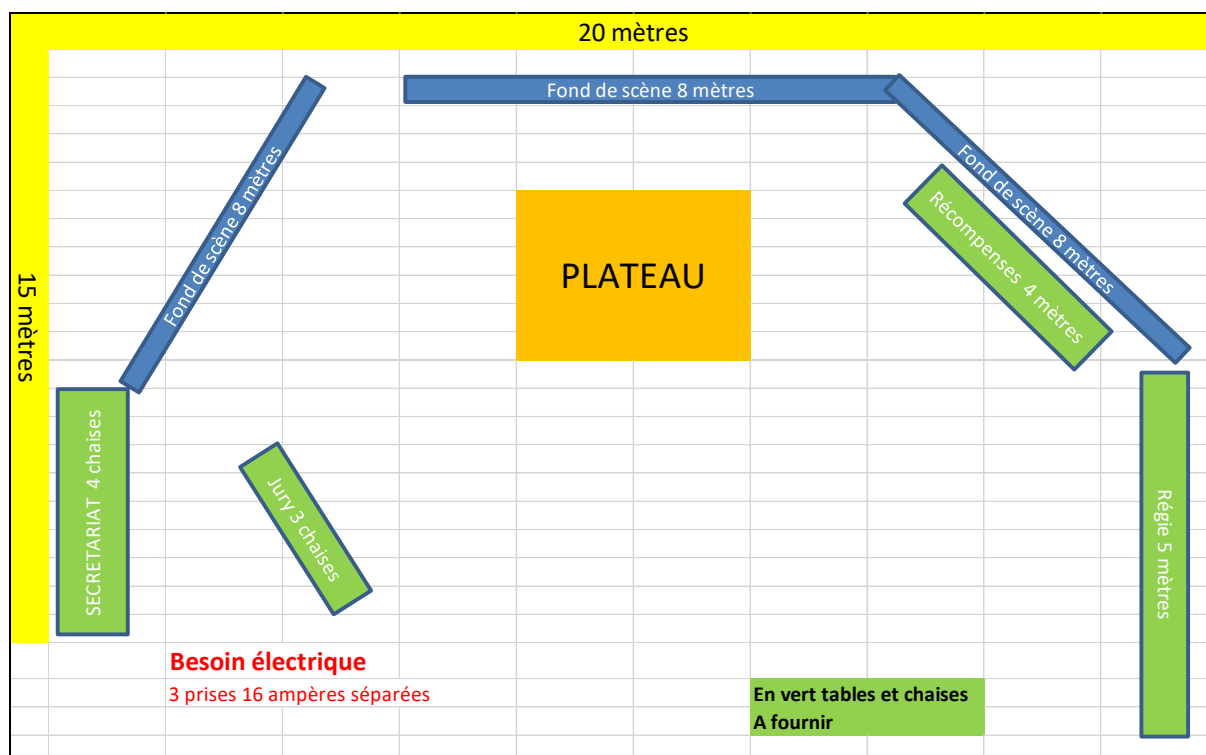 20 mètres
Fond de scène 8 mètres
Fond de scène 8 mètres
Fond de scène 8 mètres
Récompenses 4 mètres
PLATEAU
15 mètres
SECRETARIAT 4 chaises
Jury 3 chaises
Régie 5 mètres
Besoin électrique
3 prises 16 ampères séparées
En vert tables et chaises
A fournir